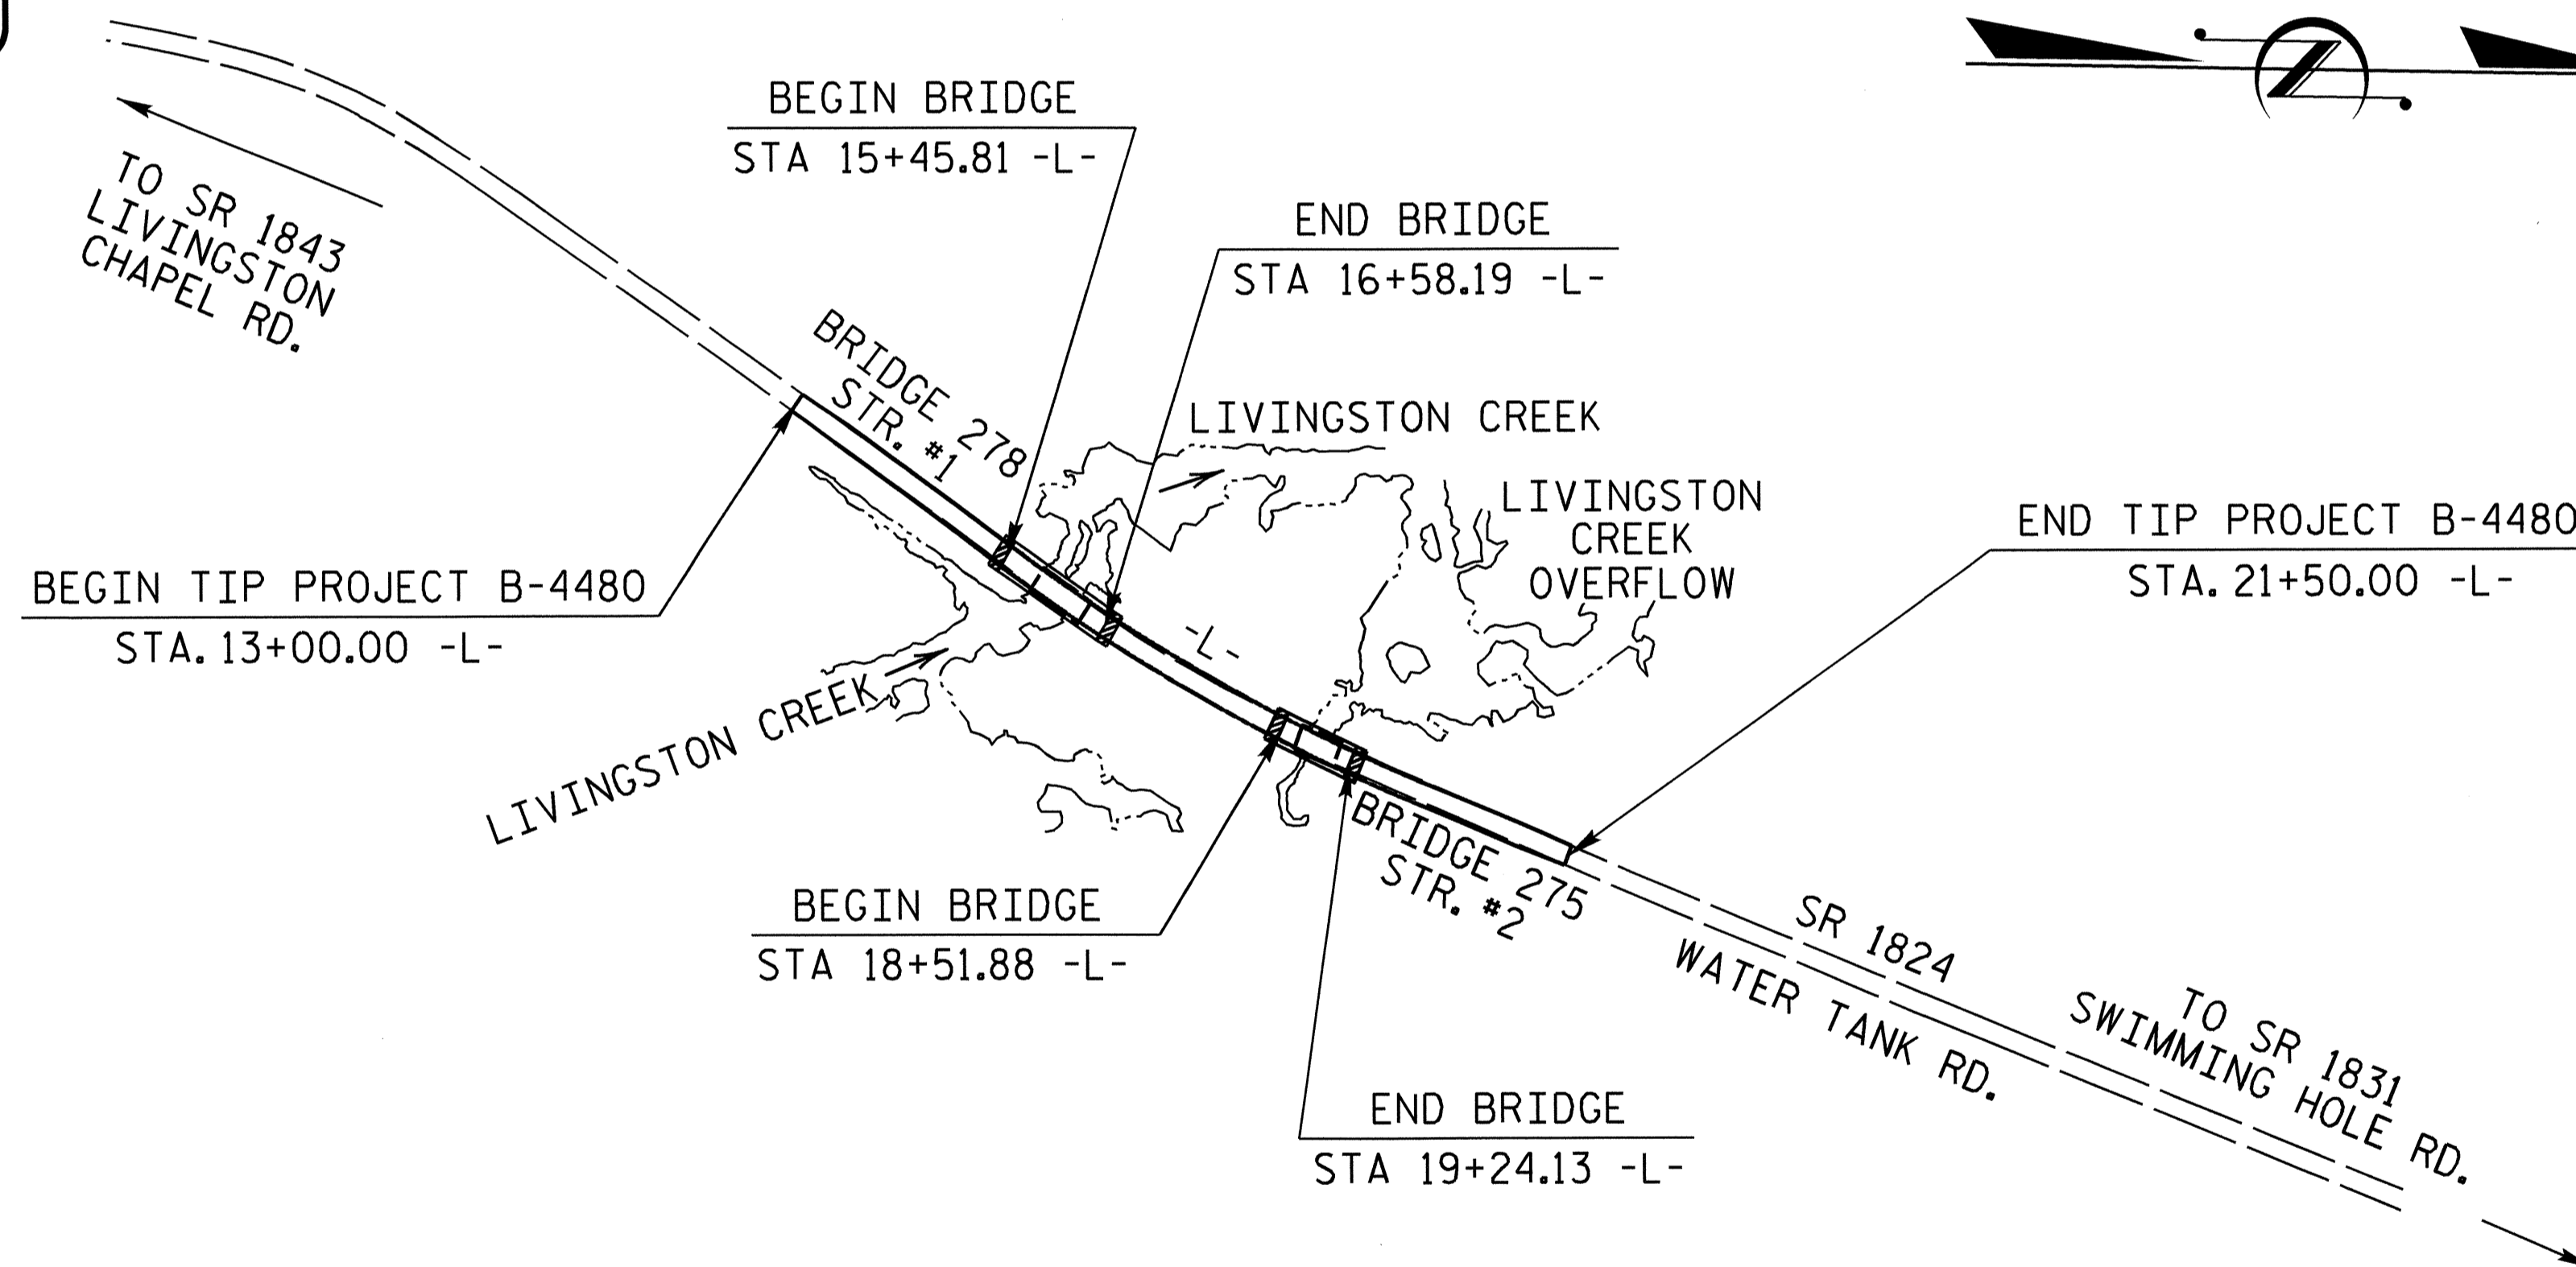 BEGIN BRIDGE
STA 15+45.81 -L-
END BRIDGE
STA 16+58.19 -L-
TO SR 1843
LIVINGSTON
CHAPEL RD.
BRIDGE 278
STR. #1
LIVINGSTON CREEK
LIVINGSTON
CREEK
OVERFLOW
END TIP PROJECT B-4480
STA. 21+50.00 -L-
BEGIN TIP PROJECT B-4480
STA. 13+00.00 -L-
-L-
LIVINGSTON CREEK
BRIDGE 275
STR. #2
BEGIN BRIDGE
STA 18+51.88 -L-
SR 1824
WATER TANK RD.
TO SR 1831
SWIMMING HOLE RD.
END BRIDGE
STA 19+24.13 -L-